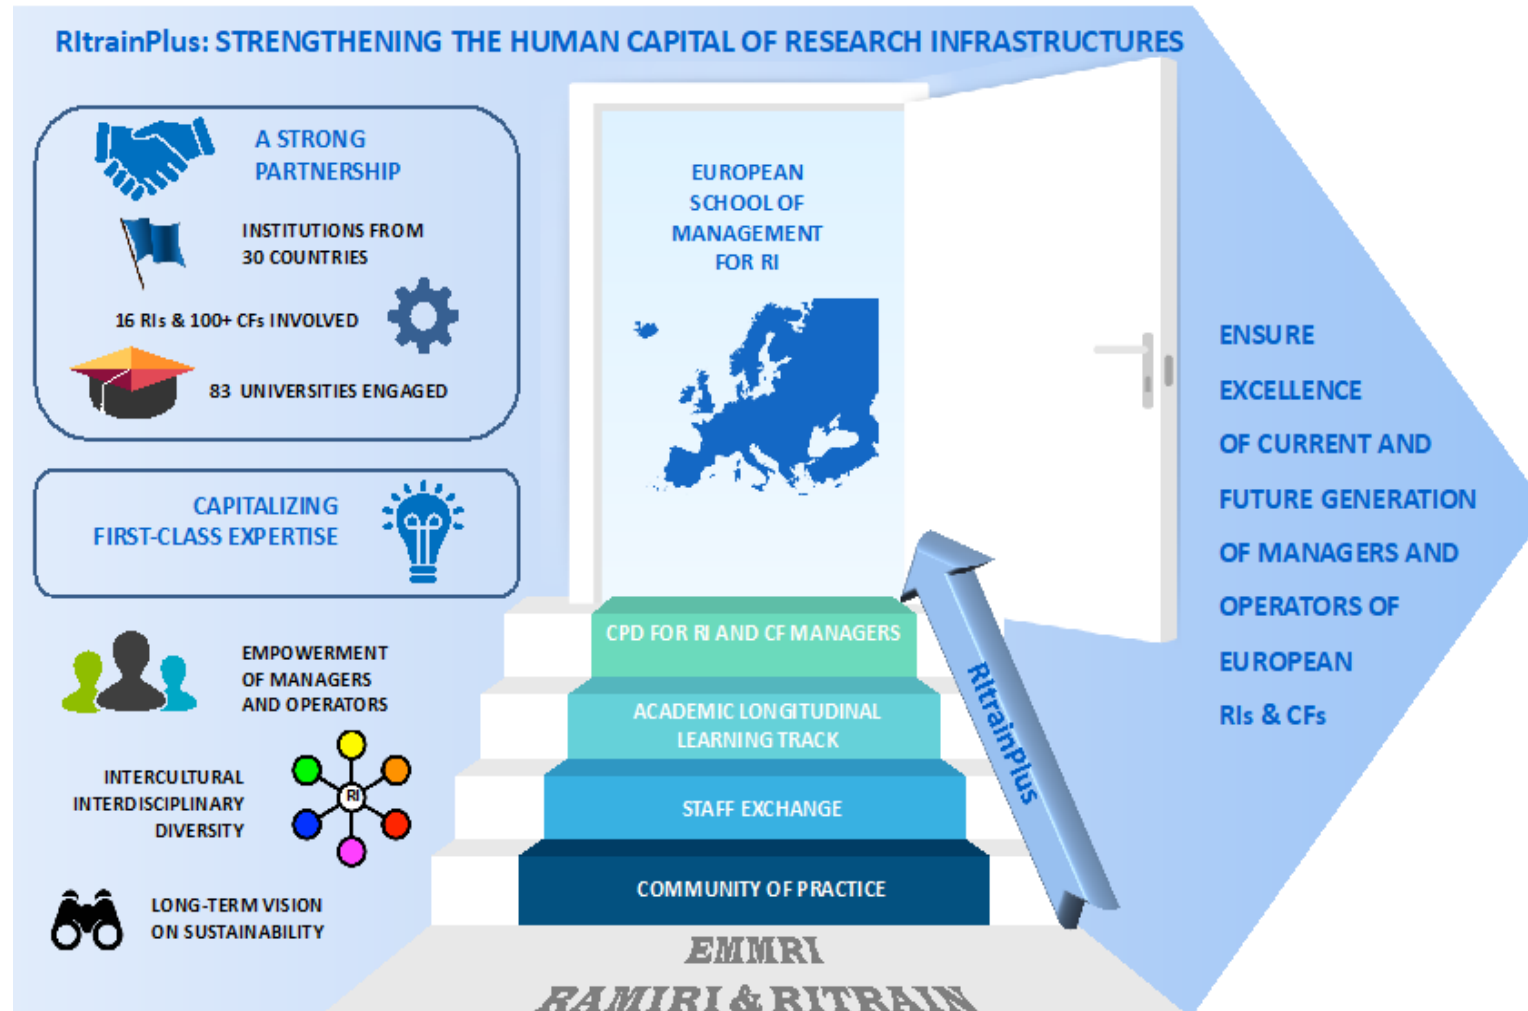 RItrainPlus: STRENGTHENING THE HUMAN CAPITAL OF RESEARCH INFRASTRUCTURES
A STRONG
PARTNERSHIP
INSTITUTIONS FROM
30 COUNTRIES
16 RIs & 100+ CFs INVOLVED
83 UNIVERSITIES ENGAGED
CAPITALIZING
FIRST-CLASS EXPERTISE
EMPOWERMENT
OF MANAGERS
AND OPERATORS
INTERCULTURAL
INTERDISCIPLINARY
DIVERSITY
RI
LONG-TERM VISION
ON SUSTAINABILITY
EUROPEAN
SCHOOL OF
MANAGEMENT
FOR RI
CPD FOR RI AND CF MANAGERS
ACADEMIC LONGITUDINAL
LEARNING TRACK
STAFF EXCHANGE
COMMUNITY OF PRACTICE
EMMRI
RAMIRI & RITRAIN
RItrainPlus
ENSURE
EXCELLENCE
OF CURRENT AND
FUTURE GENERATION
OF MANAGERS AND
OPERATORS OF
EUROPEAN
RIs & CFs